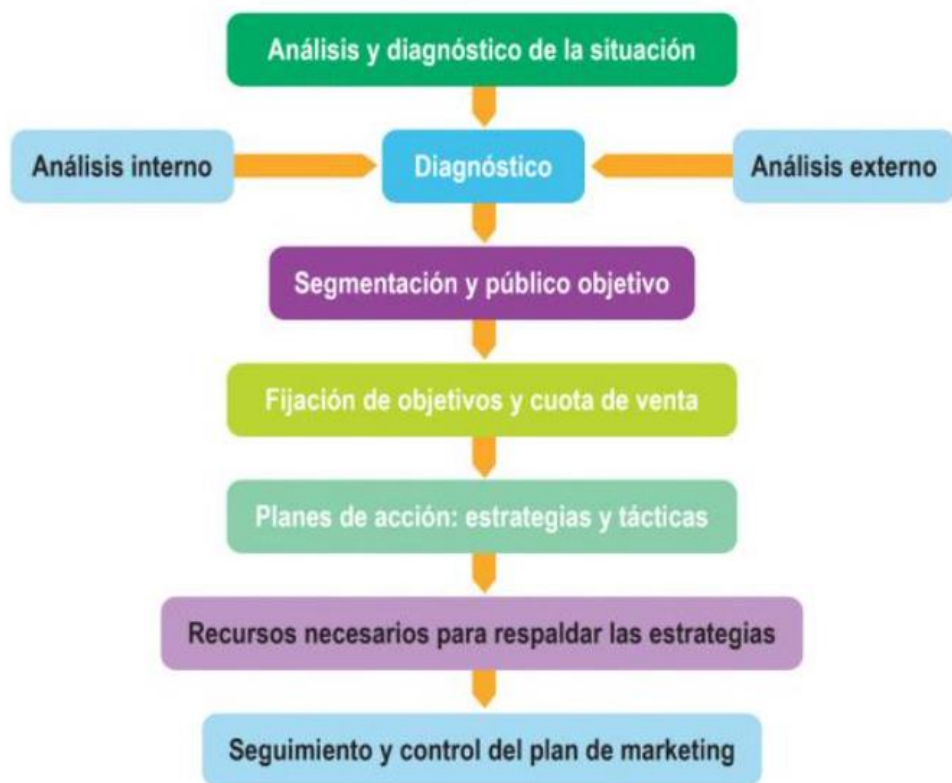 Análisis y diagnóstico de la situación
Análisis interno
Diagnóstico
Análisis externo
Segmentación y público objetivo
Fijación de objetivos y cuota de venta
Planes de acción: estrategias y tácticas
Recursos necesarios para respaldar las estrategias
Seguimiento y control del plan de marketing